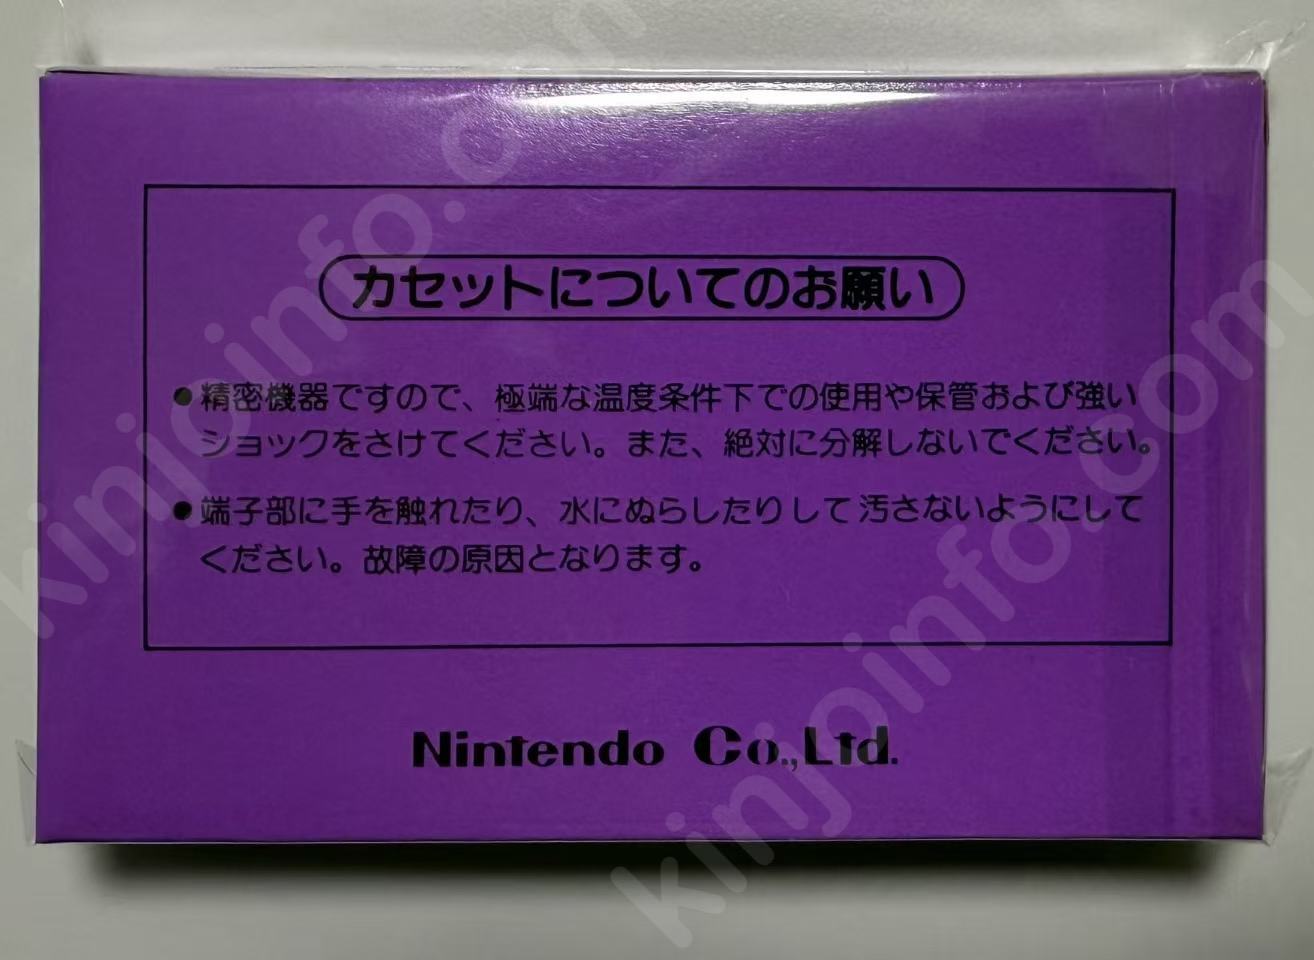 カセットについてのお願い
●精密機器ですので、極端な温度条件下での使用や保管および強い
ショックをさけてください。また、絶対に分解しないでください。
●端子部に手を触れたり、水にぬらしたりして汚さないようにして
ください。故障の原因となります。
Nintendo Co.,Ltd.
kinjoinfo.com
kinjoinfo.com